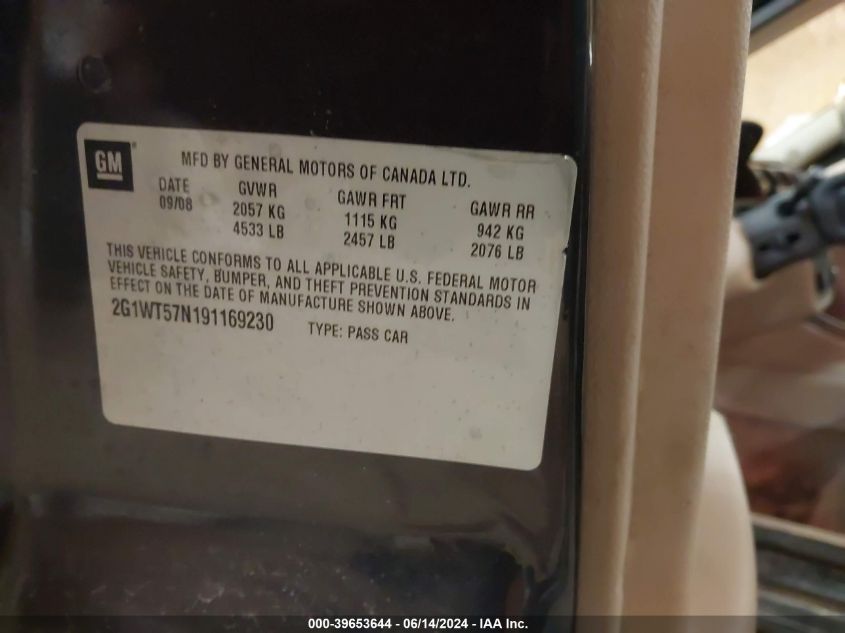 GM
MFD BY GENERAL MOTORS OF CANADA LTD.
DATE GVWR GAWR FRT GAWR RR
09/08 2057 KG 1115 KG 942 KG
4533 LB 2457 LB 2076 LB
THIS VEHICLE CONFORMS TO ALL APPLICABLE U.S. FEDERAL MOTOR
VEHICLE SAFETY, BUMPER, AND THEFT PREVENTION STANDARDS IN
EFFECT ON THE DATE OF MANUFACTURE SHOWN ABOVE.
2G1WT57N191169230 TYPE: PASS CAR
000-39653644 / 06/14/2024 - IAA Inc.